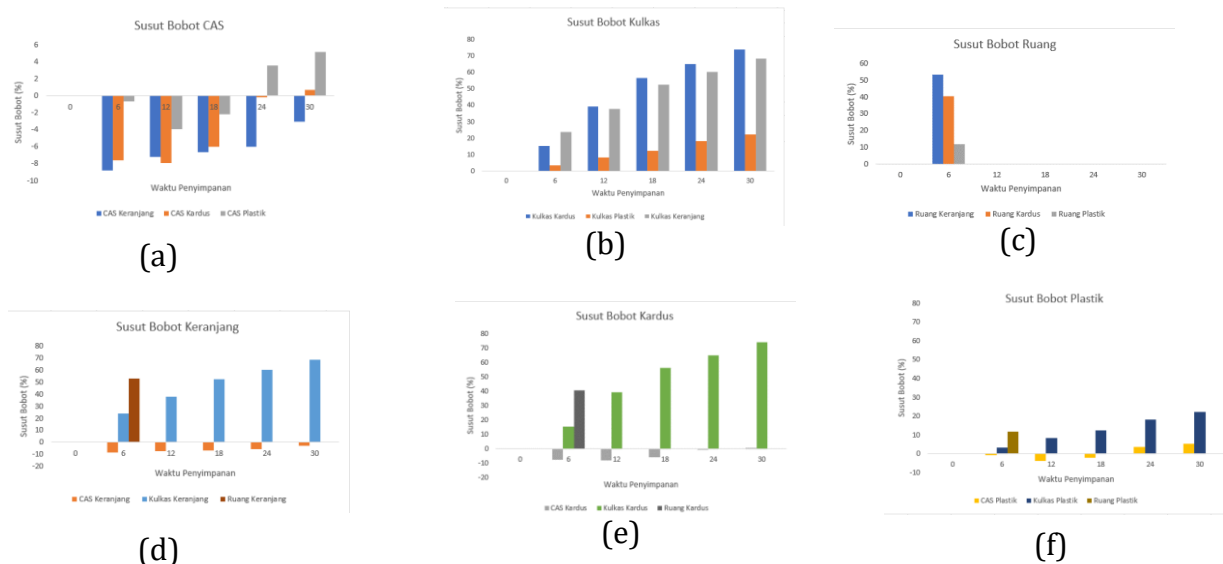 Susut Bobot CAS
Susut Bobot (%)
6
4
2
0
-2
-4
-6
-8
-10
0 6 12 18 24 30
Waktu Penyimpanan
CAS Keranjang CAS Kardus CAS Plastik
(a)
Susut Bobot Kulkas
Susut Bobot (%)
80
70
60
50
40
30
20
10
0
0 6 12 18 24 30
Waktu Penyimpanan
Kulkas Kardus Kulkas Plastik Kulkas Keranjang
(b)
Susut Bobot Ruang
Susut Bobot (%)
60
50
40
30
20
10
0
0 6 12 18 24 30
Waktu Penyimpanan
Ruang Keranjang Ruang Kardus Ruang Plastik
(c)
Susut Bobot Keranjang
Susut Bobot (%)
80
70
60
50
40
30
20
10
0
-10
-20
0 6 12 18 24 30
Waktu Penyimpanan
CAS Keranjang Kulkas Keranjang Ruang Keranjang
(d)
Susut Bobot Kardus
Susut Bobot (%)
80
70
60
50
40
30
20
10
0
-10
-20
0 6 12 18 24 30
Waktu Penyimpanan
CAS Kardus Kulkas Kardus Ruang Kardus
(e)
Susut Bobot Plastik
Susut Bobot (%)
80
70
60
50
40
30
20
10
0
-10
0 6 12 18 24 30
Waktu Penyimpanan
CAS Plastik Kulkas Plastik Ruang Plastik
(f)